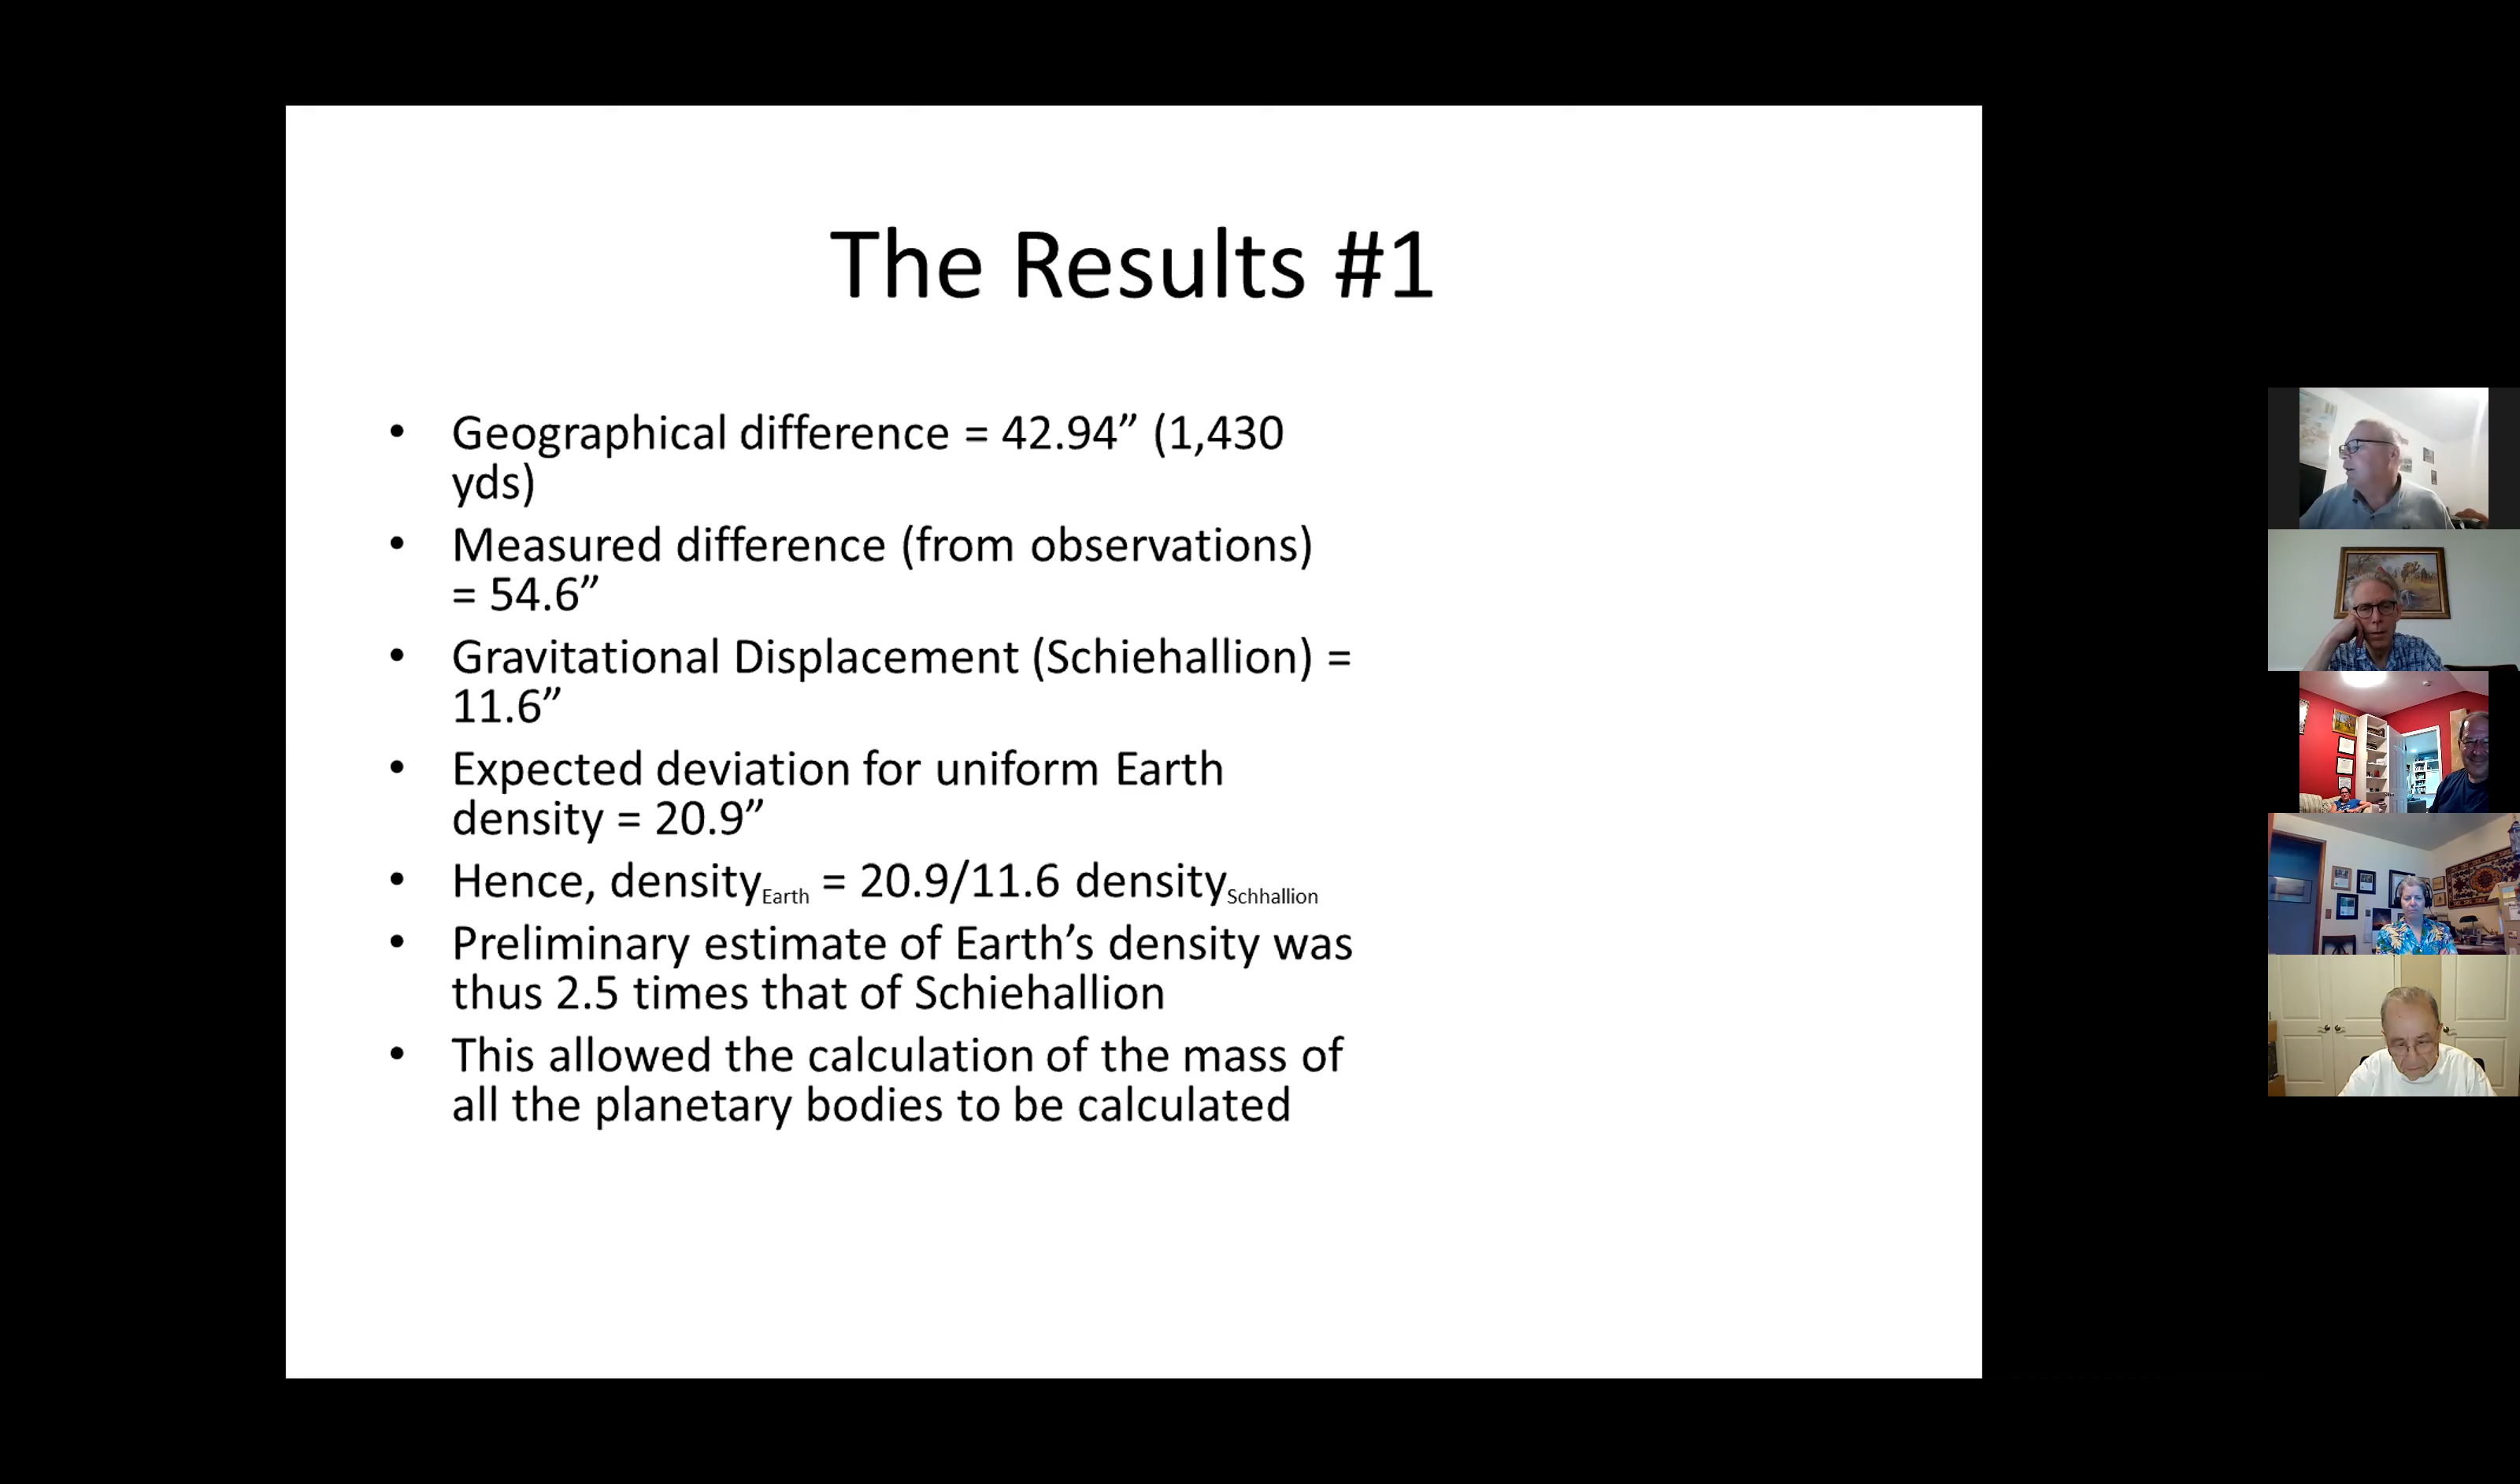 The Results #1
• Geographical difference = 42.94” (1,430
yds)
• Measured difference (from observations)
= 54.6”
• Gravitational Displacement (Schiehallion) =
11.6”
• Expected deviation for uniform Earth
density = 20.9”
• Hence, densityEarth = 20.9/11.6 densitySchhallion
• Preliminary estimate of Earth’s density was
thus 2.5 times that of Schiehallion
• This allowed the calculation of the mass of
all the planetary bodies to be calculated